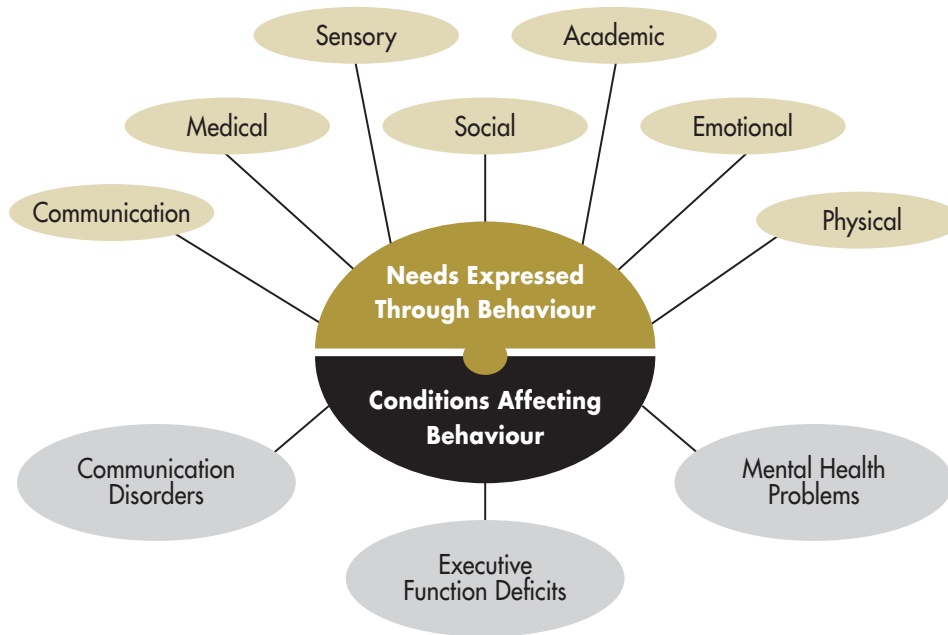 Sensory
Academic
Medical
Social
Emotional
Communication
Physical
Needs Expressed
Through Behaviour
Conditions Affecting
Behaviour
Communication
Disorders
Mental Health
Problems
Executive
Function Deficits